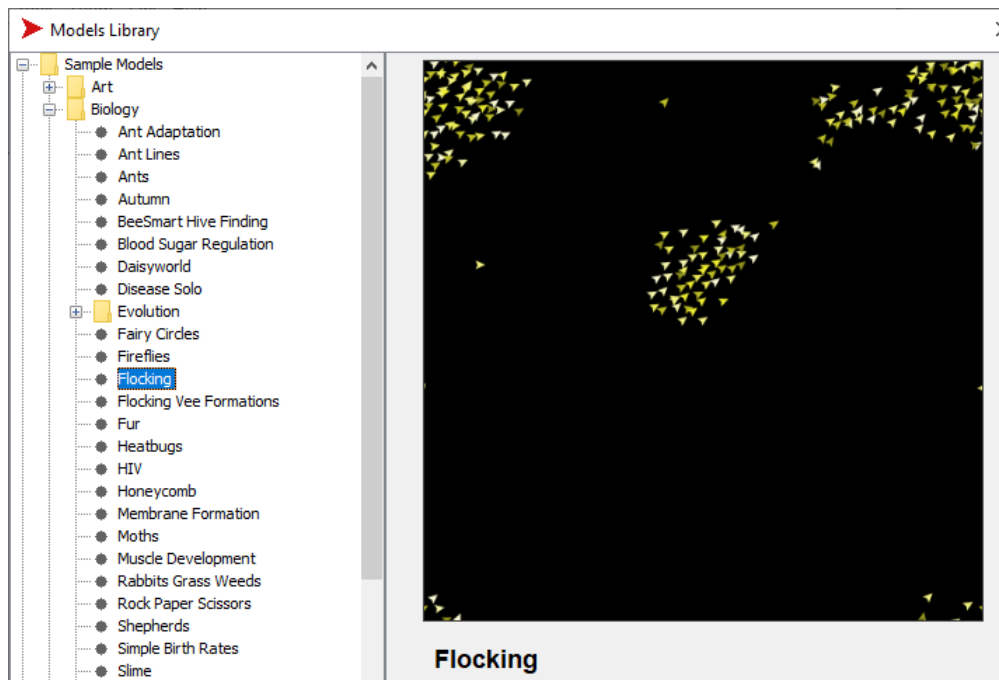 Models Library
Sample Models
Art
Biology
Ant Adaptation
Ant Lines
Ants
Autumn
BeeSmart Hive Finding
Blood Sugar Regulation
Daisyworld
Disease Solo
Evolution
Fairy Circles
Fireflies
Flocking
Flocking Vee Formations
Fur
Heatbugs
HIV
Honeycomb
Membrane Formation
Moths
Muscle Development
Rabbits Grass Weeds
Rock Paper Scissors
Shepherds
Simple Birth Rates
Slime
Flocking